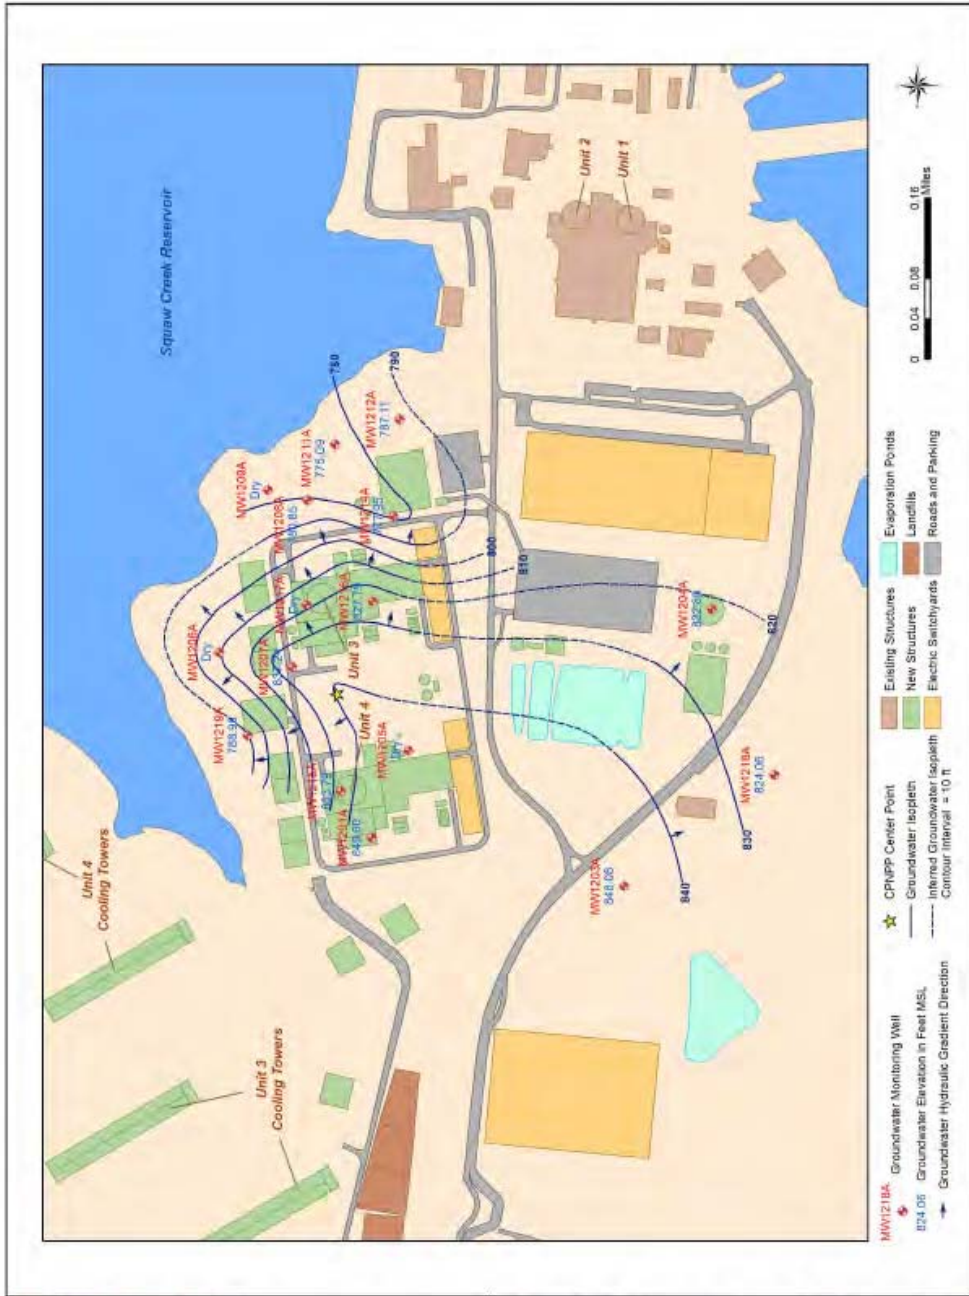 Squaw Creek Reservoir
Unit 4
Cooling Towers
Unit 3
Cooling Towers
Unit 2
Unit 1
MW1219A
788.98
MW1206A
Dry
MW1209A
Dry
MW1211A
775.09
MW1212A
787.11
780
790
MW1207A
Dry
Unit 3
Unit 4
MW1205A
MW1201A
800
810
820
MW1204A
MW1203A
848.06
840
830
MW1218A
824.06
0
0.04
0.08
0.16
Miles
MW1218A
Groundwater Monitoring Well
824.06
Groundwater Elevation in Feet MSL
Groundwater Hydraulic Gradient Direction
CPNPP Center Point
Groundwater Isopleth
Inferred Groundwater Isopleth
Contour Interval = 10 ft
Existing Structures
New Structures
Electric Switchyards
Evaporation Ponds
Landfills
Roads and Parking